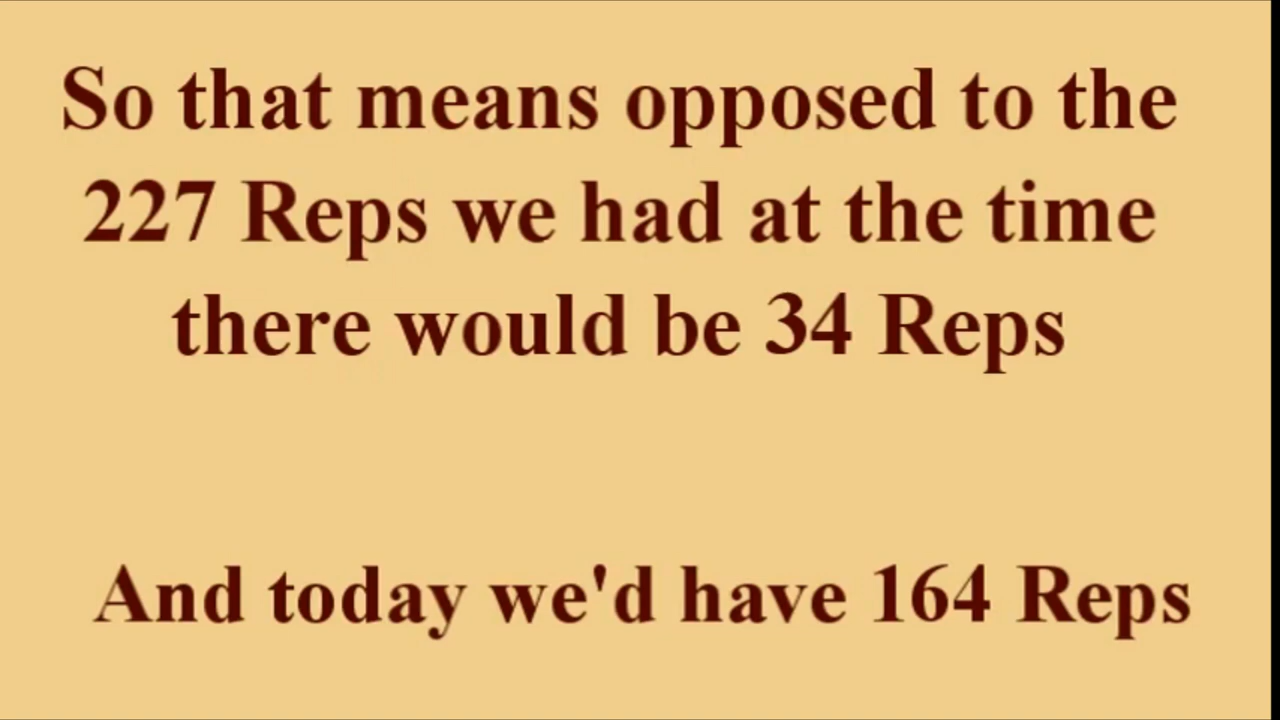 So that means opposed to the
227 Reps we had at the time
there would be 34 Reps
And today we'd have 164 Reps